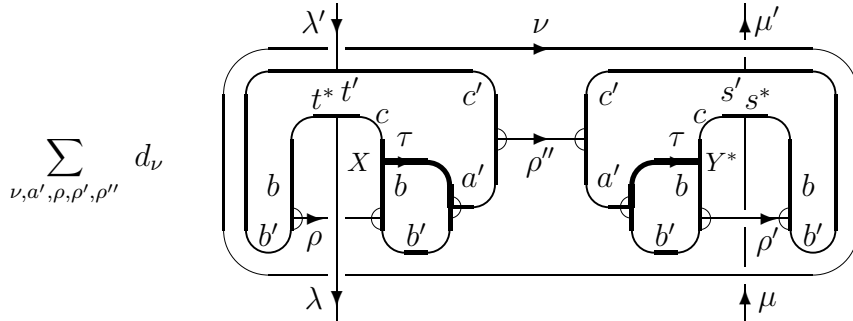 λ′ ν μ′
c′ c′ s′ s*
t* t′ c c
∑ d_ν X τ ρ″ τ Y*
ν,a′,ρ,ρ′,ρ″ b b a′ a′ b b
b′ ρ b′ b′ ρ′ b′
λ μ